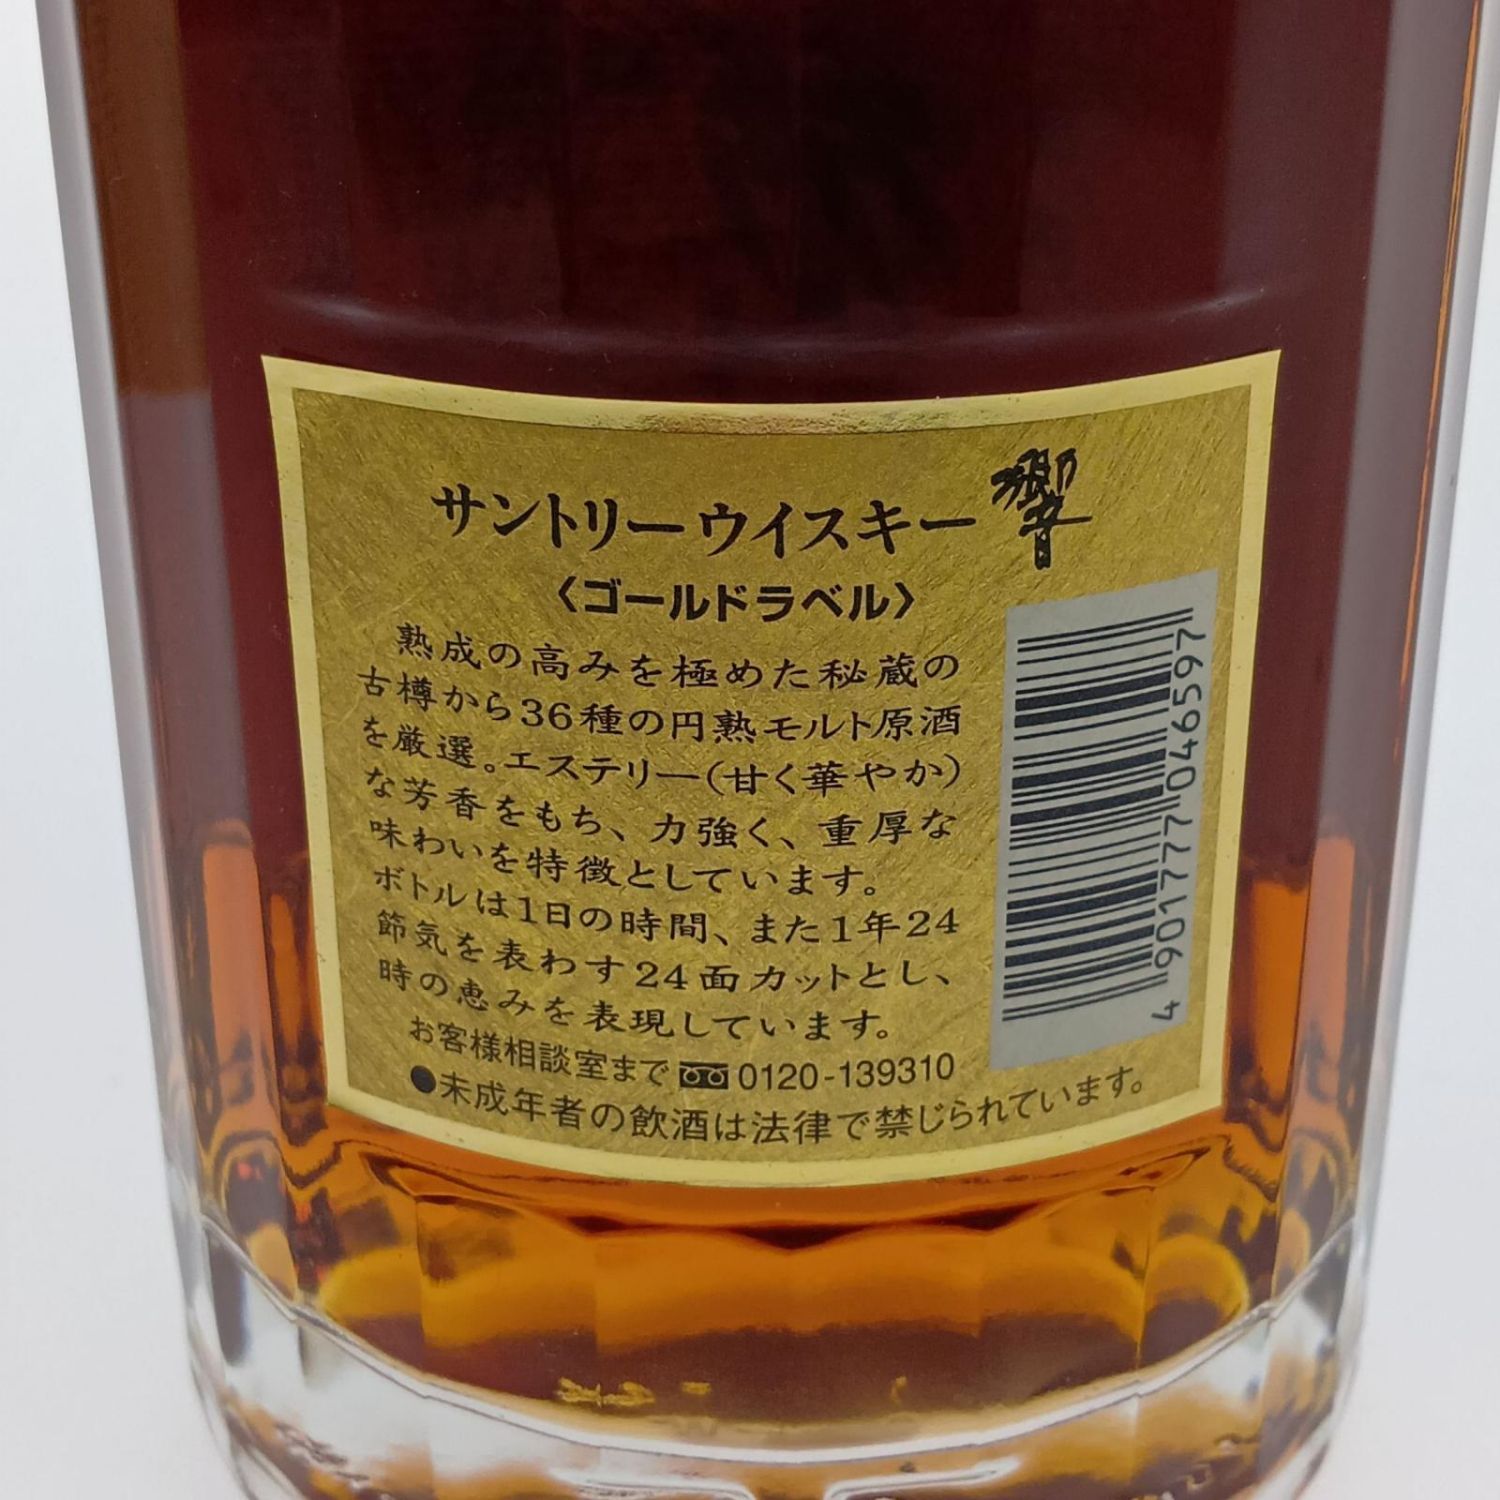 サントリーウイスキー 響
〈ゴールドラベル〉
熟成の高みを極めた秘蔵の
古樽から36種の円熟モルト原酒
を厳選。エステリー(甘く華やか)
な芳香をもち、力強く、重厚な
味わいを特徴としています。
ボトルは1日の時間、また1年24
節気を表わす24面カットとし、
時の恵みを表現しています。
お客様相談室まで 0120-139310
●未成年者の飲酒は法律で禁じられています。
4 901777 046597